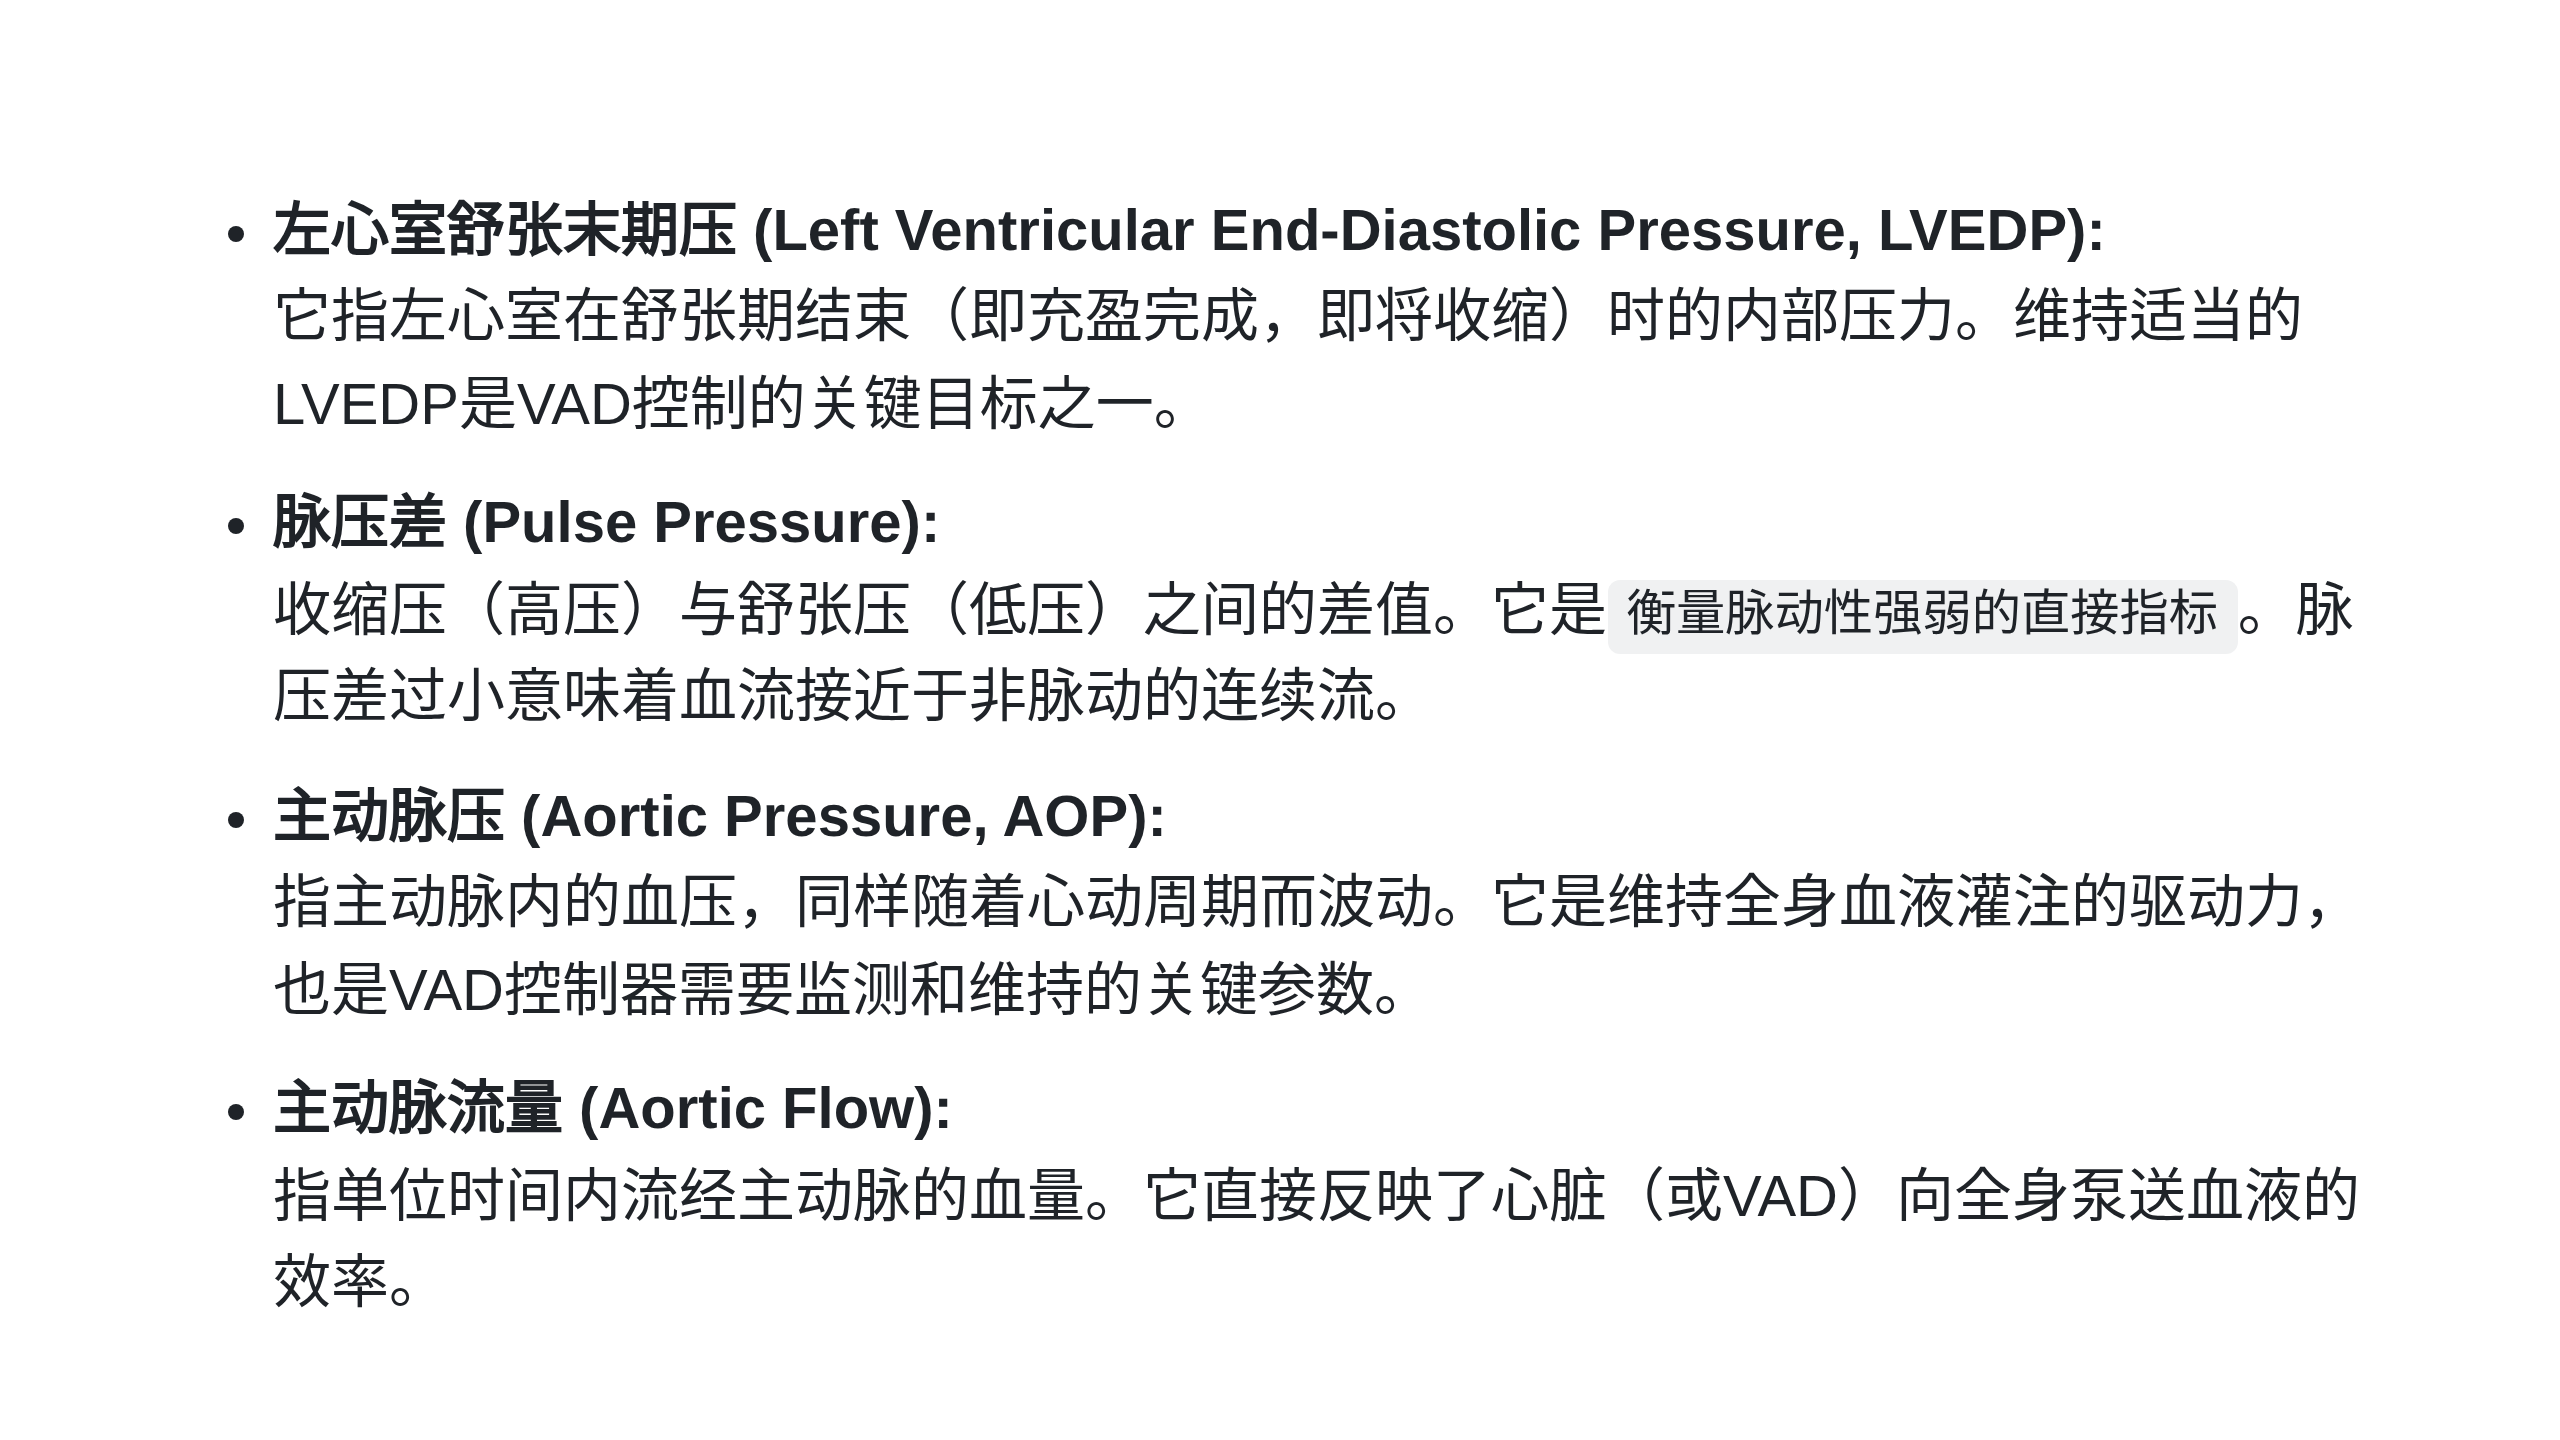 左心室舒张末期压 (Left Ventricular End-Diastolic Pressure, LVEDP):
它指左心室在舒张期结束（即充盈完成，即将收缩）时的内部压力。维持适当的
LVEDP是VAD控制的关键目标之一。
脉压差 (Pulse Pressure):
收缩压（高压）与舒张压（低压）之间的差值。它是衡量脉动性强弱的直接指标。脉
压差过小意味着血流接近于非脉动的连续流。
主动脉压 (Aortic Pressure, AOP):
指主动脉内的血压，同样随着心动周期而波动。它是维持全身血液灌注的驱动力，
也是VAD控制器需要监测和维持的关键参数。
主动脉流量 (Aortic Flow):
指单位时间内流经主动脉的血量。它直接反映了心脏（或VAD）向全身泵送血液的
效率。